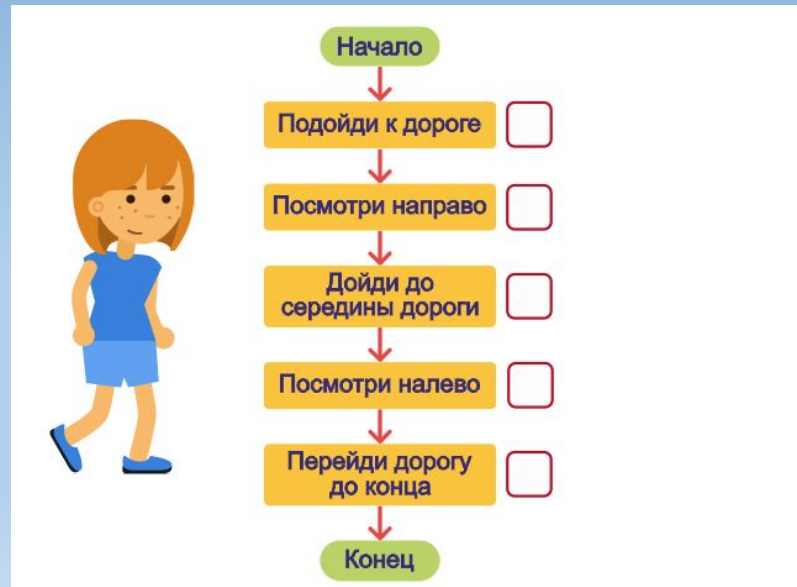 Начало
Подойди к дороге
Посмотри направо
Дойди до
середины дороги
Посмотри налево
Перейди дорогу
до конца
Конец